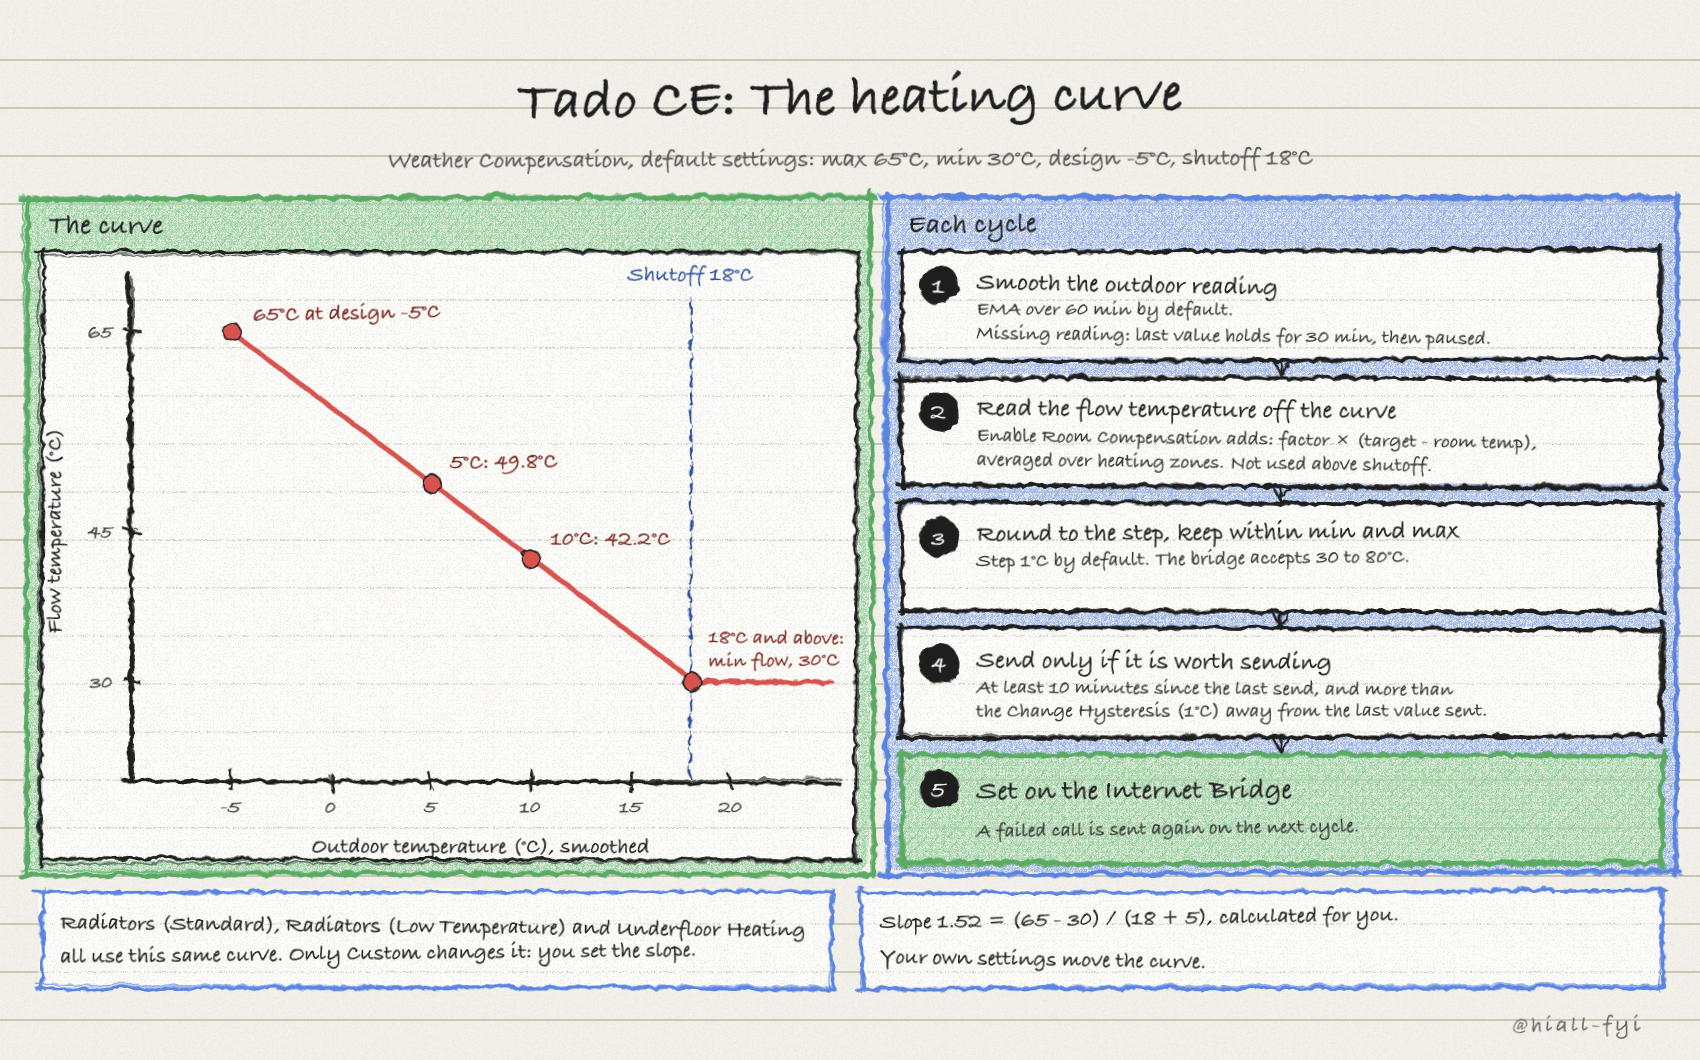 Tado CE: The heating curve
Weather Compensation, default settings: max 65°C, min 30°C, design -5°C, shutoff 18°C
The curve
Shutoff 18°C
65°C at design -5°C
65
5°C: 49.8°C
10°C: 42.2°C
45
Flow temperature (°C)
18°C and above:
min flow, 30°C
30
-5
0
5
10
15
20
Outdoor temperature (°C), smoothed
Each cycle
1
Smooth the outdoor reading
EMA over 60 min by default.
Missing reading: last value holds for 30 min, then paused.
2
Read the flow temperature off the curve
Enable Room Compensation adds: factor × (target - room temp),
averaged over heating zones. Not used above shutoff.
3
Round to the step, keep within min and max
Step 1°C by default. The bridge accepts 30 to 80°C.
4
Send only if it is worth sending
At least 10 minutes since the last send, and more than
the Change Hysteresis (1°C) away from the last value sent.
5
Set on the Internet Bridge
A failed call is sent again on the next cycle.
Radiators (Standard), Radiators (Low Temperature) and Underfloor Heating
all use this same curve. Only Custom changes it: you set the slope.
Slope 1.52 = (65 - 30) / (18 + 5), calculated for you.
Your own settings move the curve.
@hiall-fyi